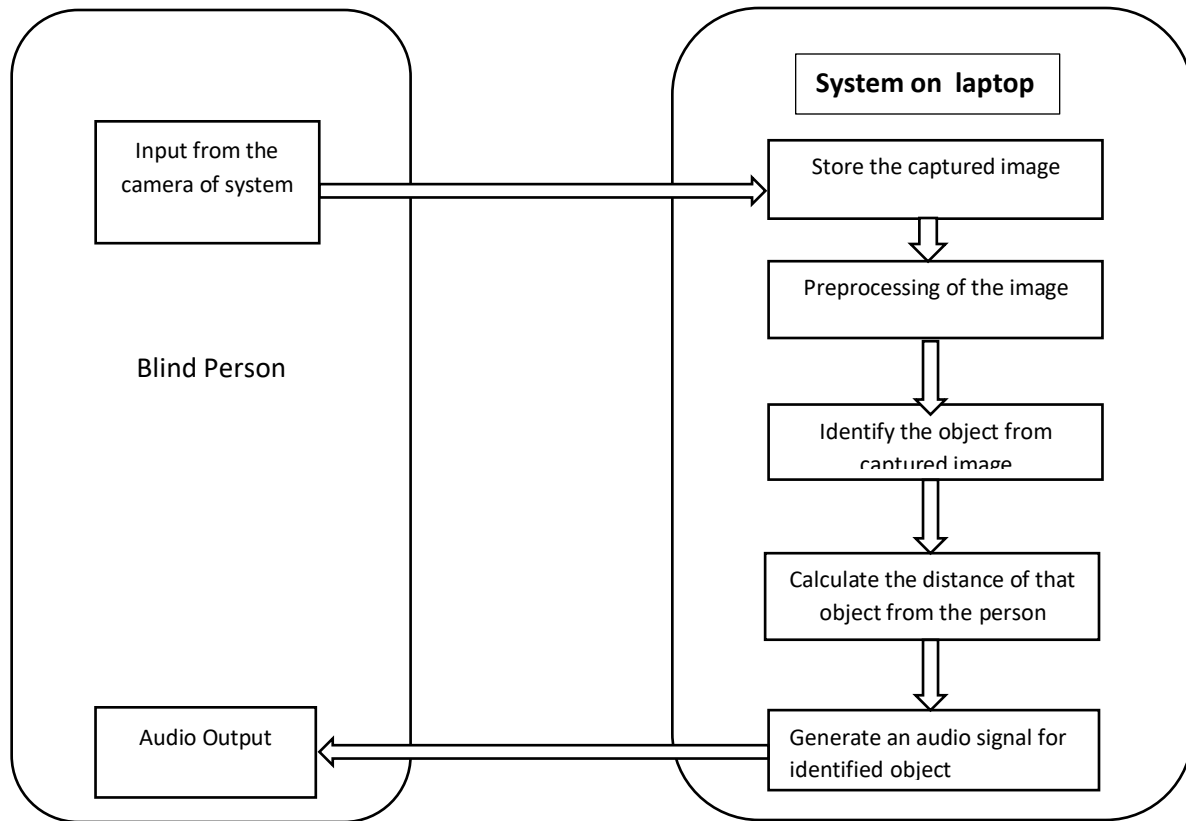 System on laptop
Input from the
camera of system
Store the captured image
Preprocessing of the image
Blind Person
Identify the object from
captured image
Calculate the distance of that
object from the person
Audio Output
Generate an audio signal for
identified object